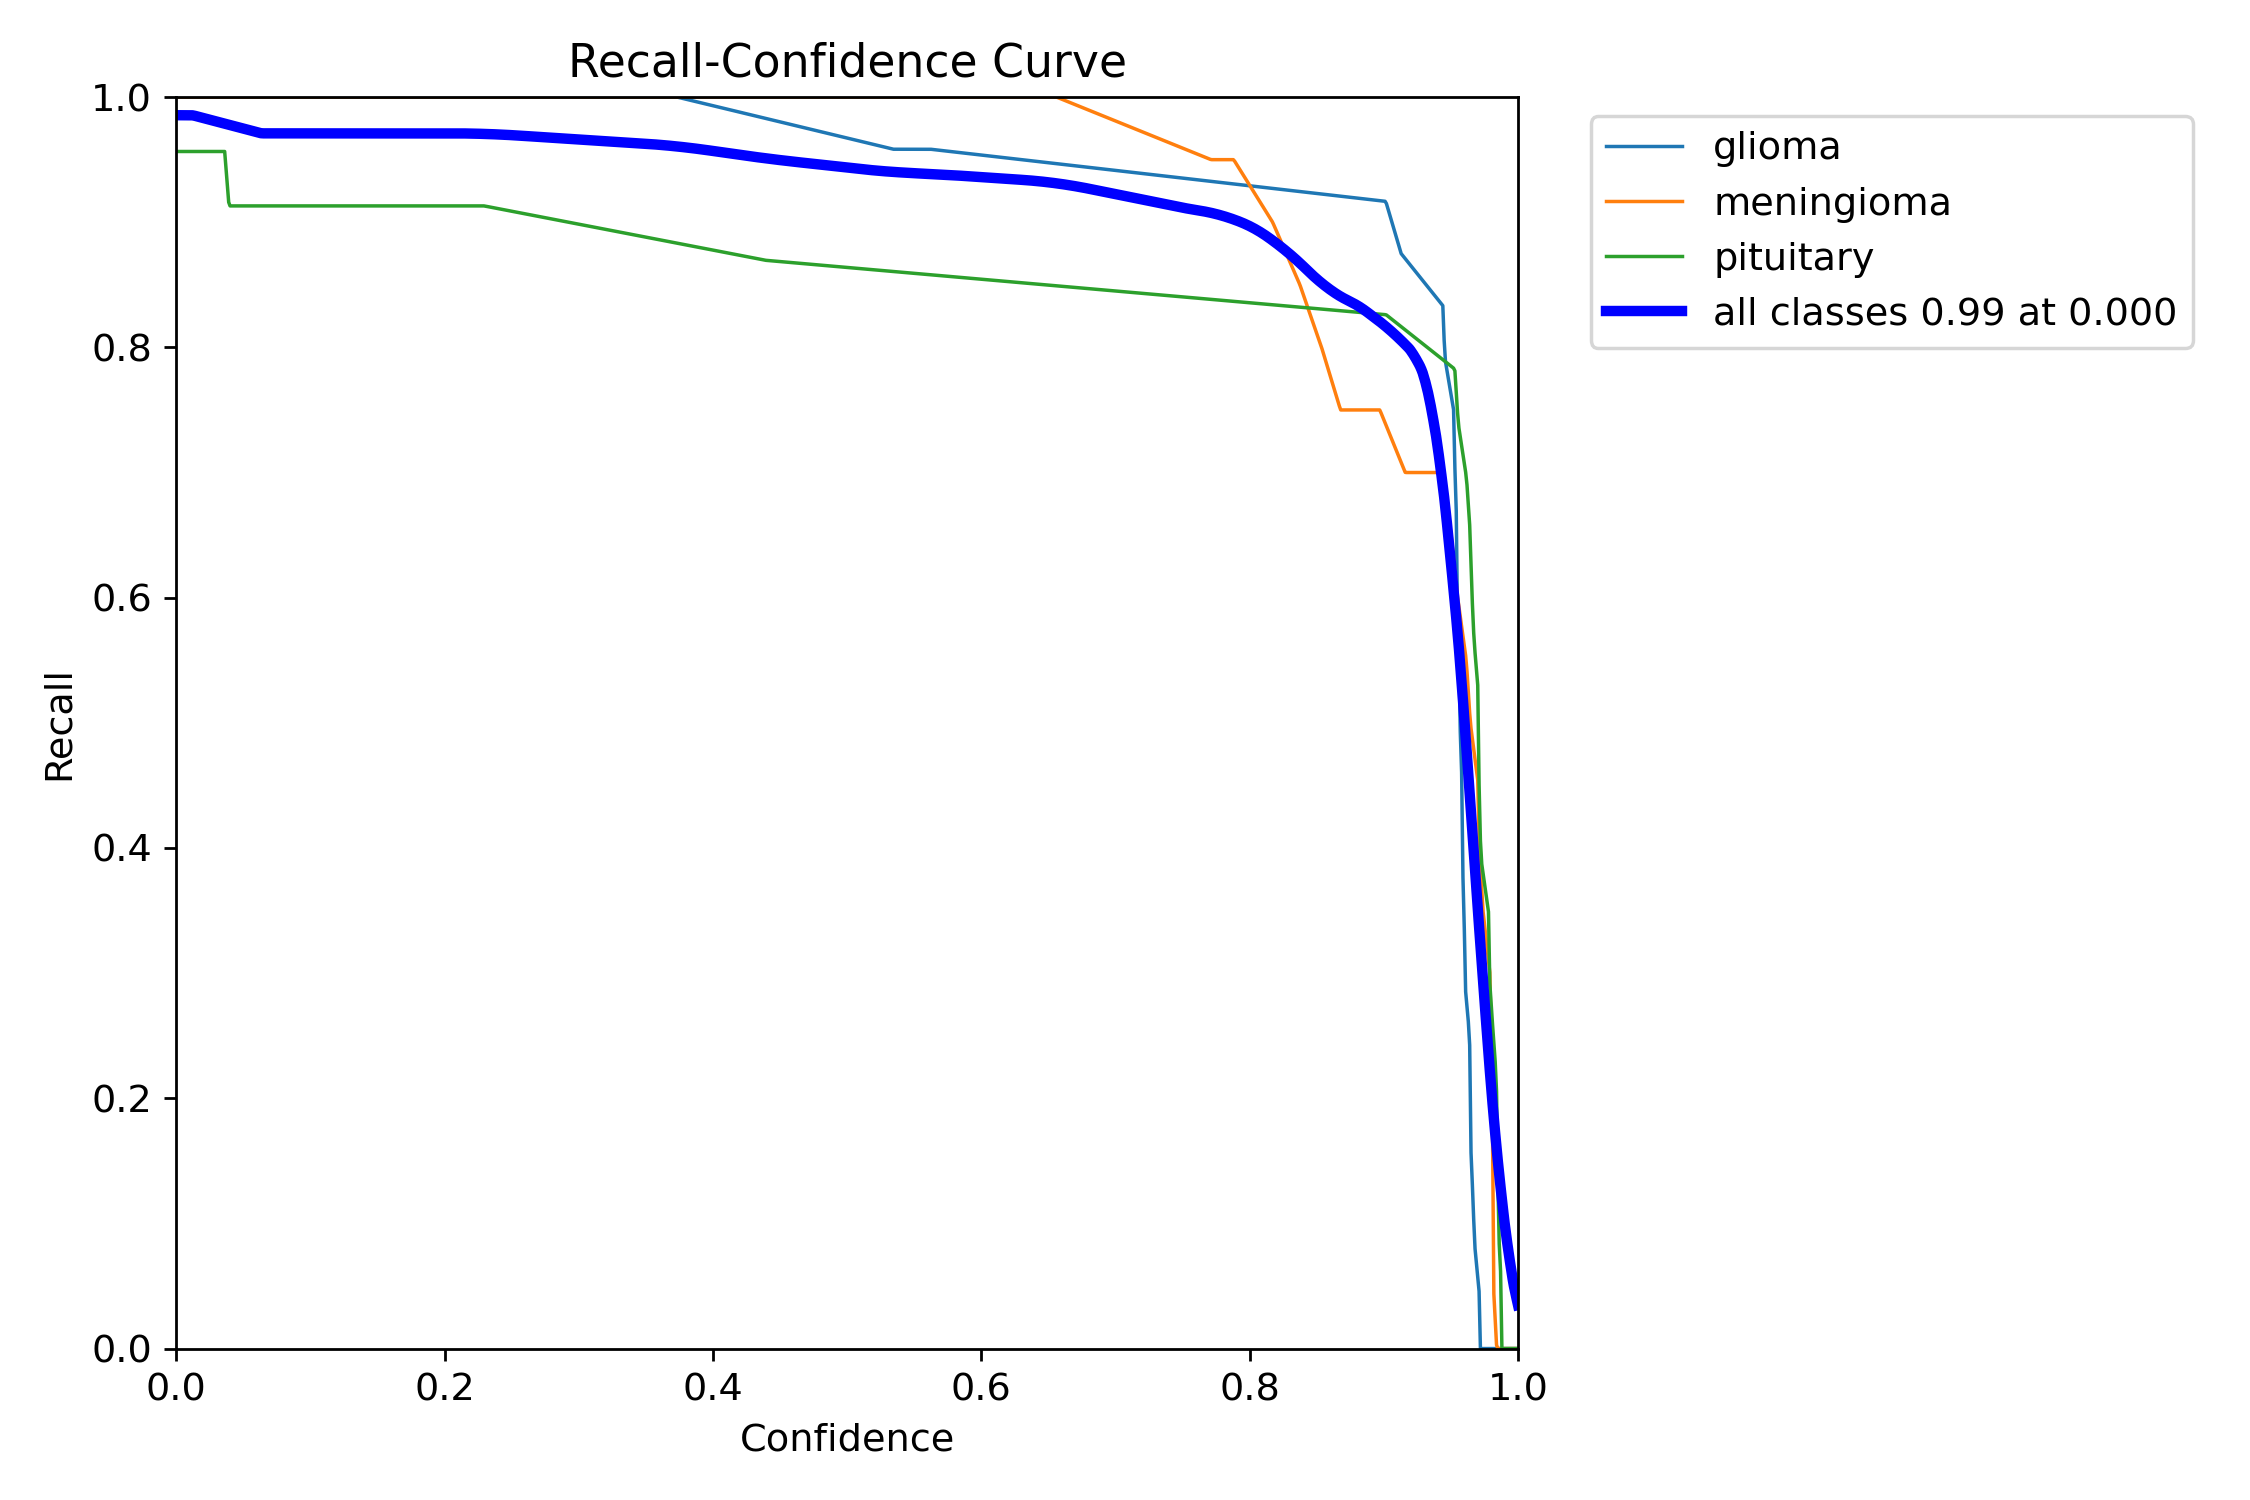 Recall-Confidence Curve
1.0
0.8
0.6
0.4
0.2
0.0
Recall
0.0 0.2 0.4 0.6 0.8 1.0
Confidence
glioma
meningioma
pituitary
all classes 0.99 at 0.000